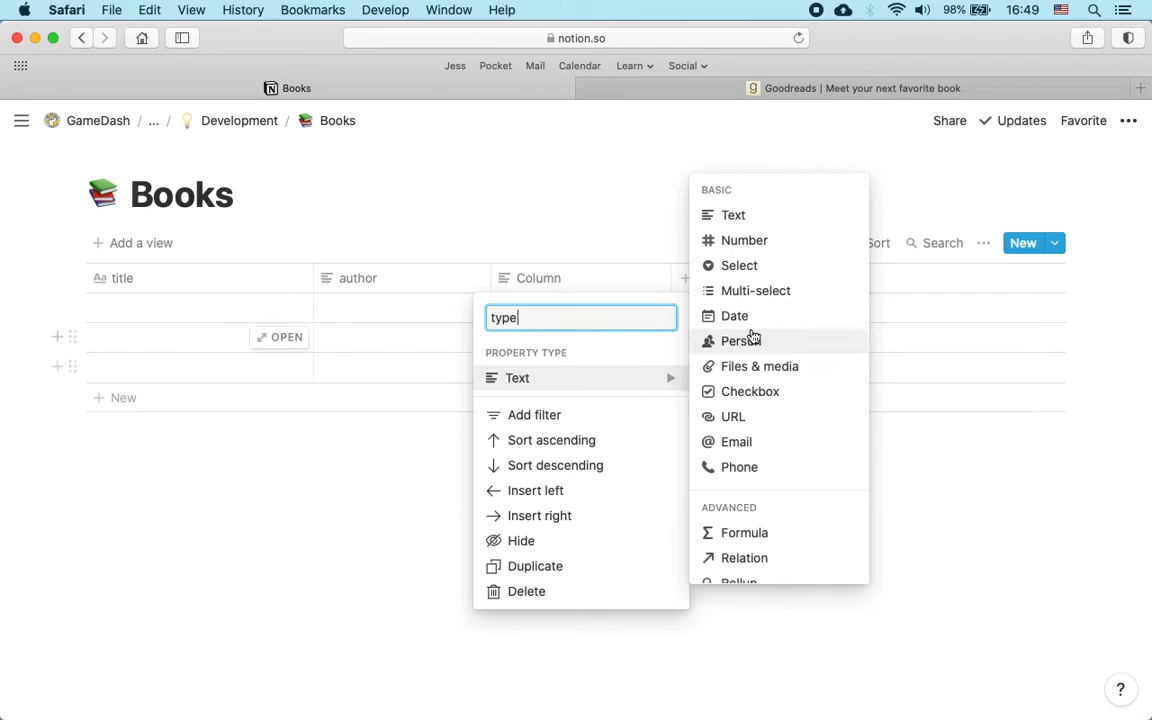 Safari File Edit View History Bookmarks Develop Window Help 98% 16:49
notion.so
Jess Pocket Mail Calendar Learn Social
Books Goodreads | Meet your next favorite book
GameDash / ... / Development / Books Share Updates Favorite
Books
Add a view Sort Search New
Aa title author Column
type
OPEN
New
PROPERTY TYPE
Text
Add filter
Sort ascending
Sort descending
Insert left
Insert right
Hide
Duplicate
Delete
BASIC
Text
Number
Select
Multi-select
Date
Person
Files & media
Checkbox
URL
Email
Phone
ADVANCED
Formula
Relation
Rollup
?